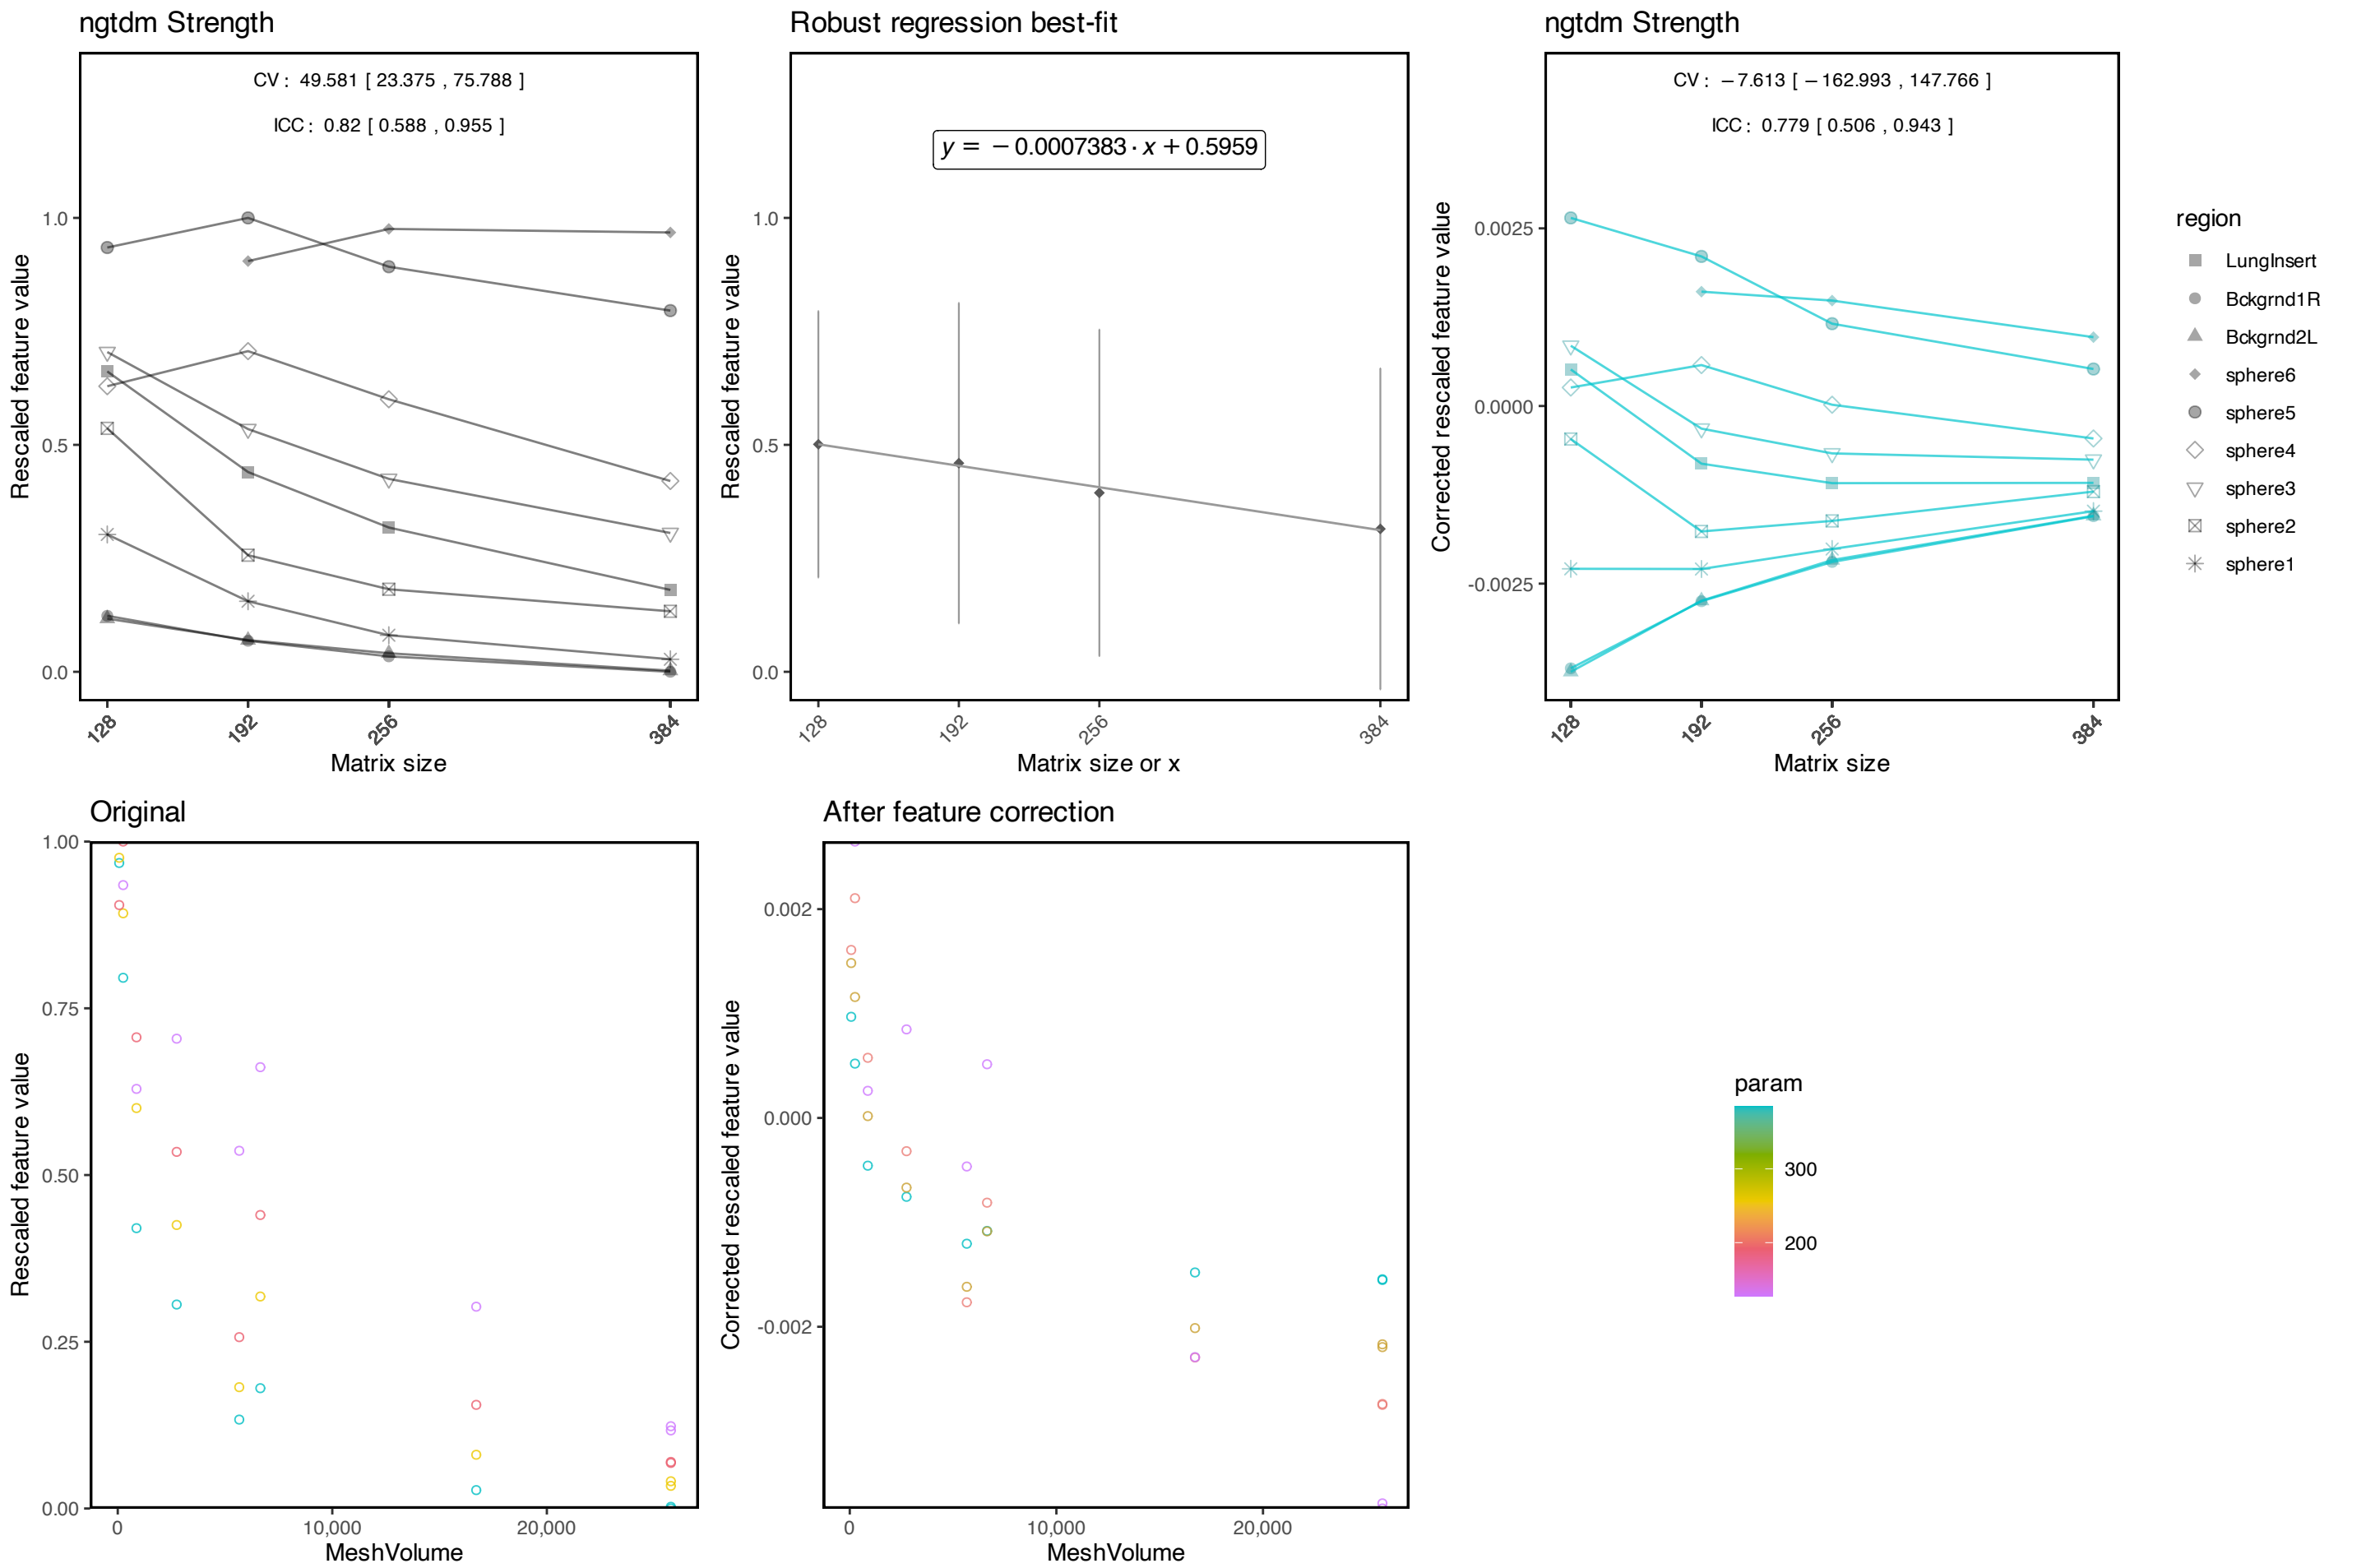 ngtdm Strength
CV : 49.581 [ 23.375 , 75.788 ]
ICC : 0.82 [ 0.588 , 0.955 ]
Rescaled feature value
1.0
0.5
0.0
128
192
256
384
Matrix size
Robust regression best-fit
y = − 0.0007383 · x + 0.5959
Rescaled feature value
1.0
0.5
0.0
128
192
256
384
Matrix size or x
ngtdm Strength
CV : −7.613 [ −162.993 , 147.766 ]
ICC : 0.779 [ 0.506 , 0.943 ]
Corrected rescaled feature value
0.0025
0.0000
-0.0025
128
192
256
384
Matrix size
region
LungInsert
Bckgrnd1R
Bckgrnd2L
sphere6
sphere5
sphere4
sphere3
sphere2
sphere1
Original
Rescaled feature value
1.00
0.75
0.50
0.25
0.00
0
10,000
20,000
MeshVolume
After feature correction
Corrected rescaled feature value
0.002
0.000
-0.002
0
10,000
20,000
MeshVolume
param
300
200